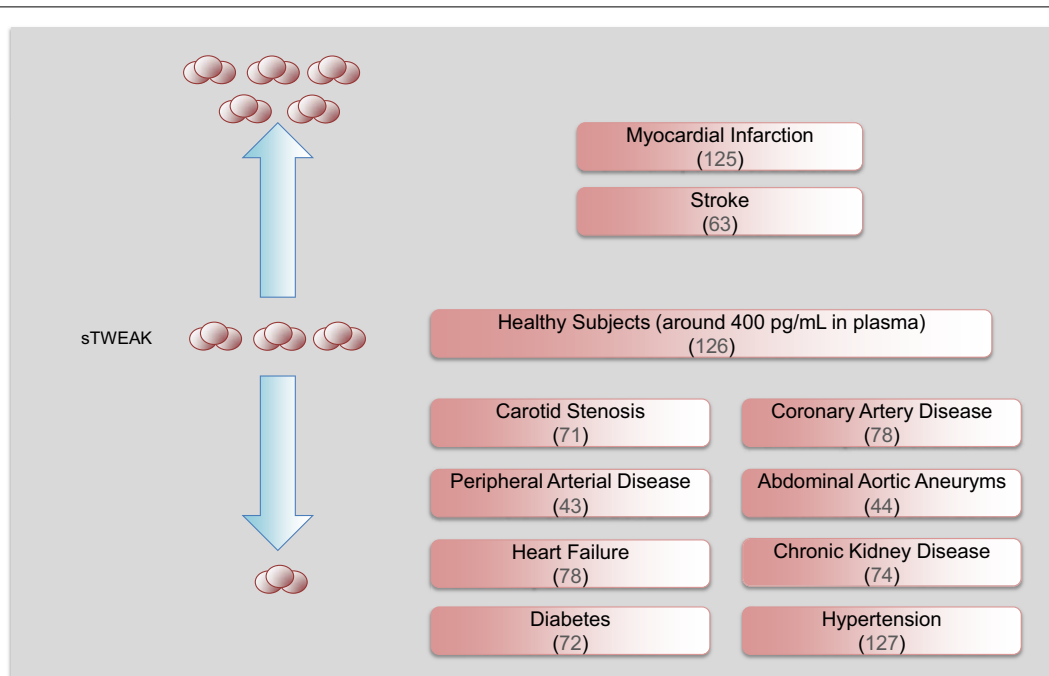 Myocardial Infarction
(125)
Stroke
(63)
sTWEAK
Healthy Subjects (around 400 pg/mL in plasma)
(126)
Carotid Stenosis
(71)
Coronary Artery Disease
(78)
Peripheral Arterial Disease
(43)
Abdominal Aortic Aneuryms
(44)
Heart Failure
(78)
Chronic Kidney Disease
(74)
Diabetes
(72)
Hypertension
(127)